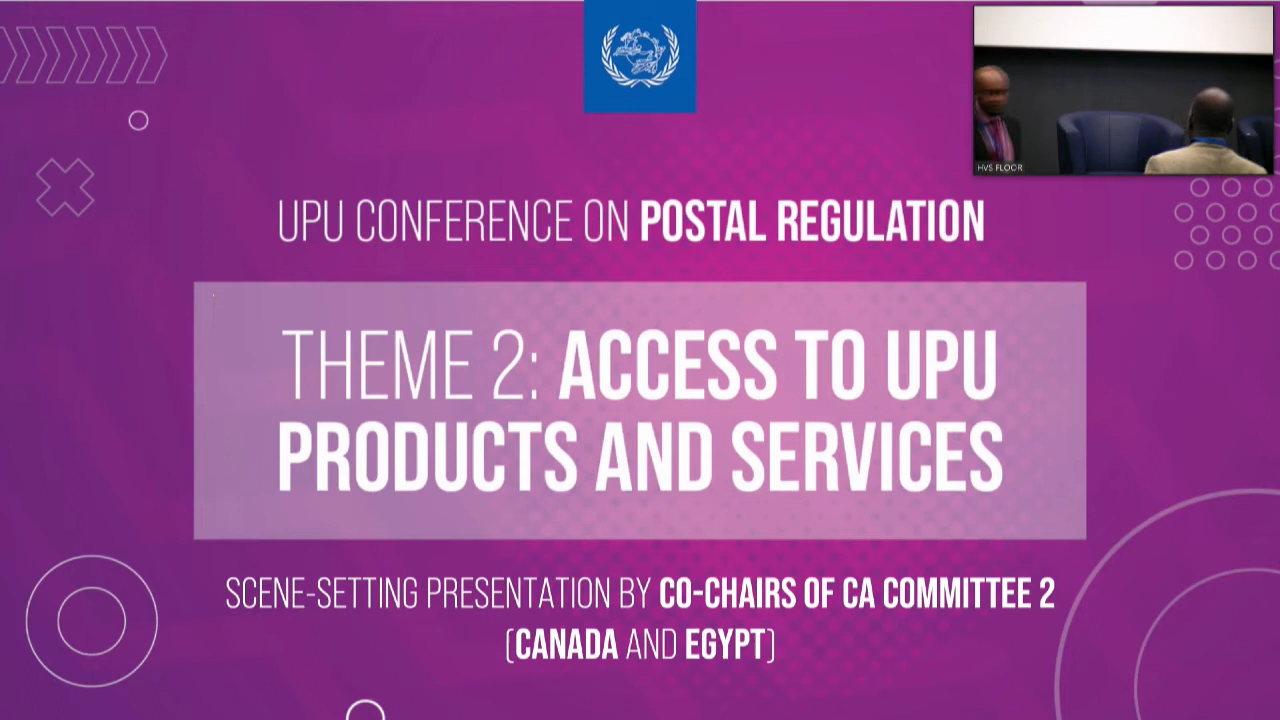 HVS FLOOR
UPU CONFERENCE ON POSTAL REGULATION
THEME 2: ACCESS TO UPU
PRODUCTS AND SERVICES
SCENE-SETTING PRESENTATION BY CO-CHAIRS OF CA COMMITTEE 2
(CANADA AND EGYPT)